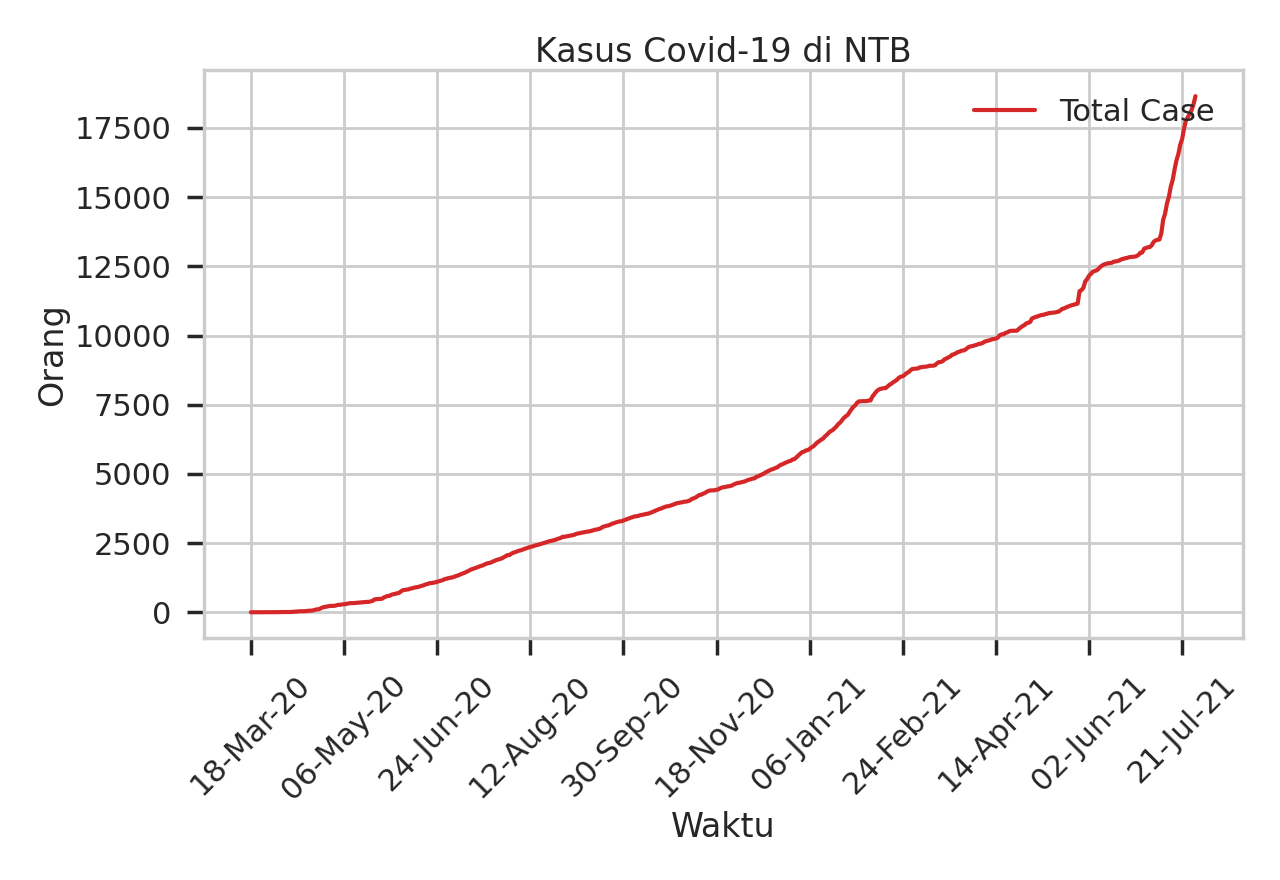 Kasus Covid-19 di NTB
Total Case
Orang
17500
15000
12500
10000
7500
5000
2500
0
18-Mar-20
06-May-20
24-Jun-20
12-Aug-20
30-Sep-20
18-Nov-20
06-Jan-21
24-Feb-21
14-Apr-21
02-Jun-21
21-Jul-21
Waktu